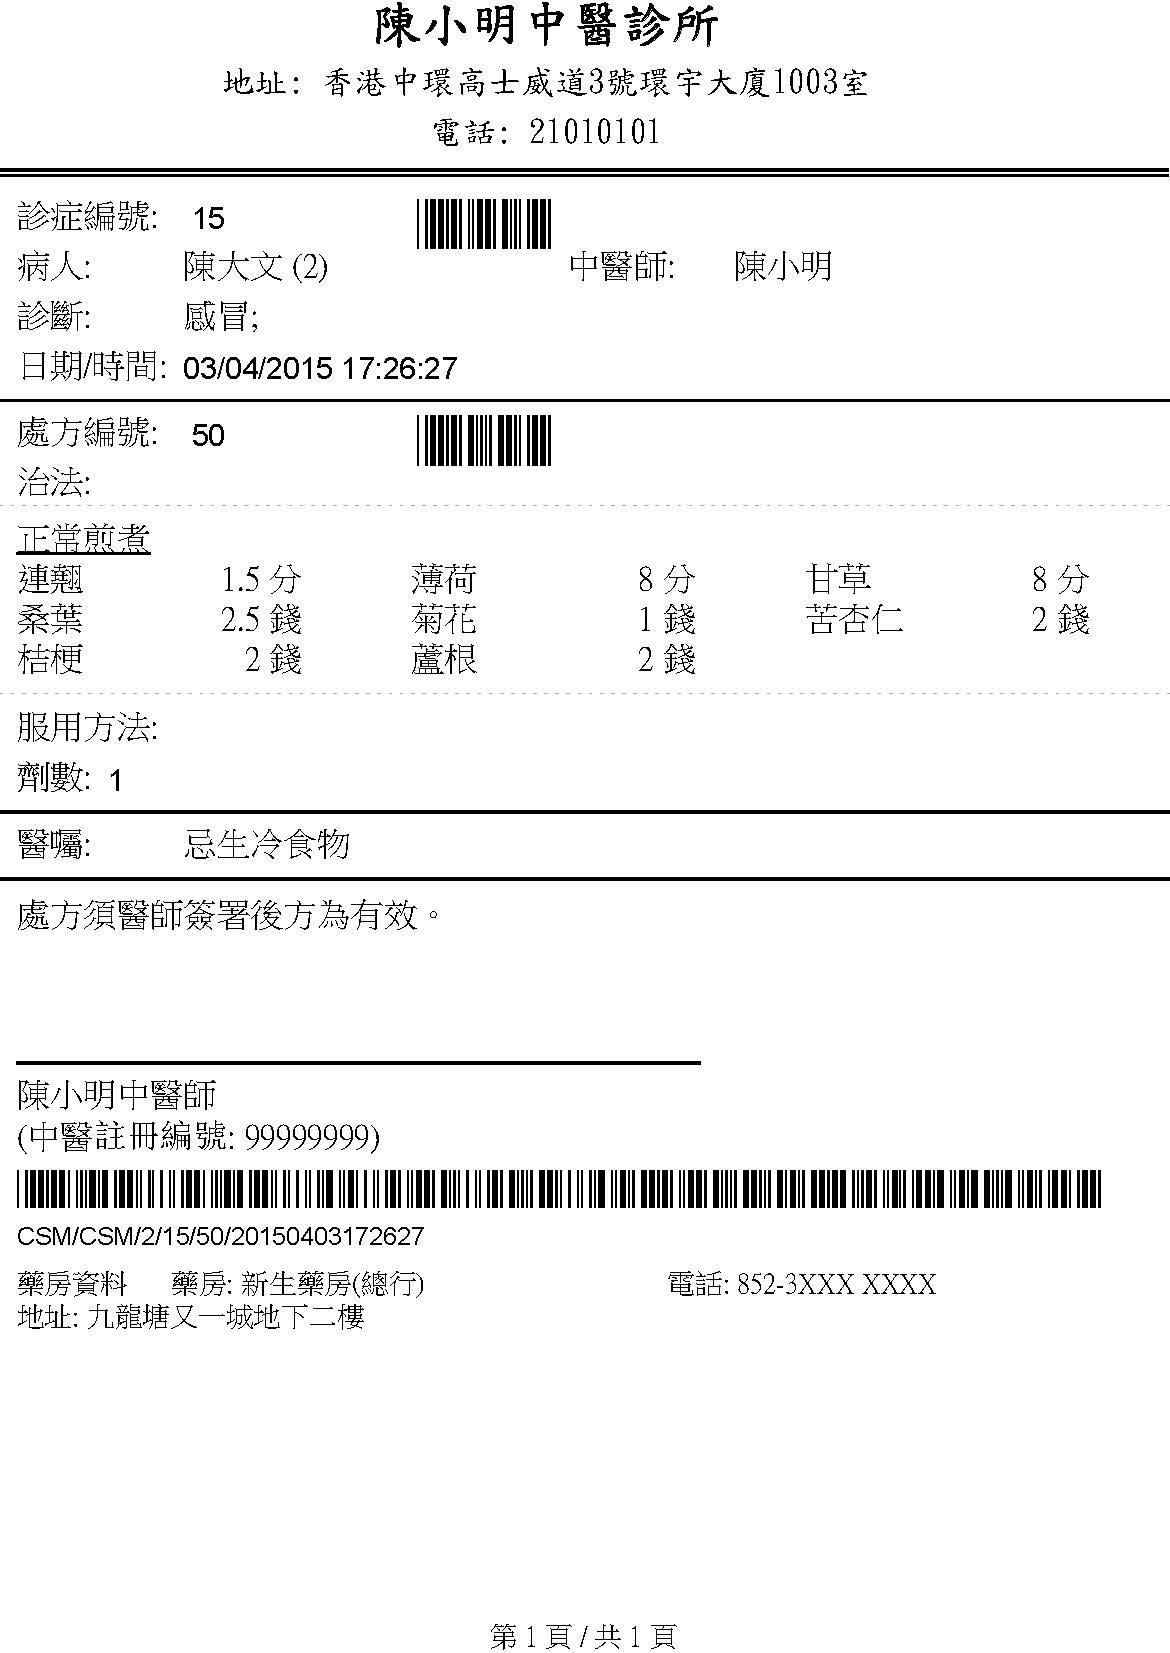 陳小明中醫診所
地址: 香港中環高士威道3號環宇大廈1003室
電話: 21010101
診症編號: 15
病人: 陳大文 (2) 中醫師: 陳小明
診斷: 感冒;
日期/時間: 03/04/2015 17:26:27
處方編號: 50
治法:
正常煎煮
連翹 1.5 分 薄荷 8 分 甘草 8 分
桑葉 2.5 錢 菊花 1 錢 苦杏仁 2 錢
桔梗 2 錢 蘆根 2 錢
服用方法:
劑數: 1
醫囑: 忌生冷食物
處方須醫師簽署後方為有效。
陳小明中醫師
(中醫註冊編號: 99999999)
CSM/CSM/2/15/50/20150403172627
藥房資料 藥房: 新生藥房(總行) 電話: 852-3XXX XXXX
地址: 九龍塘又一城地下二樓
第 1 頁 / 共 1 頁